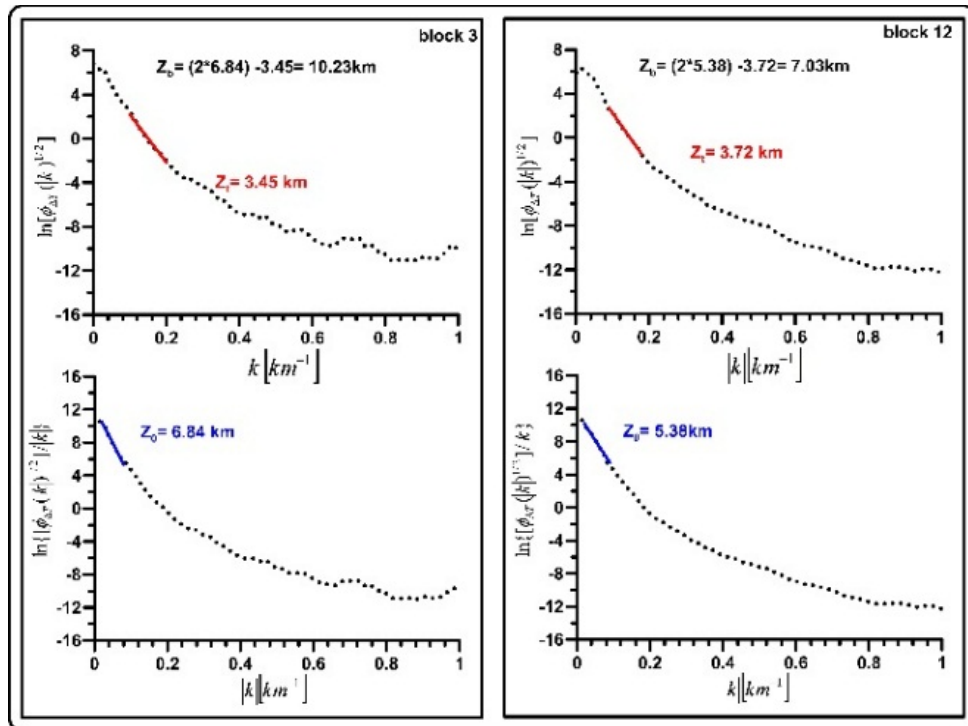 block 3
Z_b= (2*6.84) -3.45= 10.23km
Z_t= 3.45 km
8
4
0
-4
-8
-12
-16
0 0.2 0.4 0.6 0.8 1
k [km⁻¹]
Z_0= 6.84 km
16
12
8
4
0
-4
-8
-12
-16
0 0.2 0.4 0.6 0.8 1
|k|[km⁻¹]
block 12
Z_b= (2*5.38) -3.72= 7.03km
ln[ϕ_ΔT(|k|)^1/2]
Z_t= 3.72 km
8
4
0
-4
-8
-12
-16
0 0.2 0.4 0.6 0.8 1
|k|[km⁻¹]
Z_0= 5.38km
16
12
8
4
0
-4
-8
-12
-16
0 0.2 0.4 0.6 0.8 1
k|[km⁻¹]